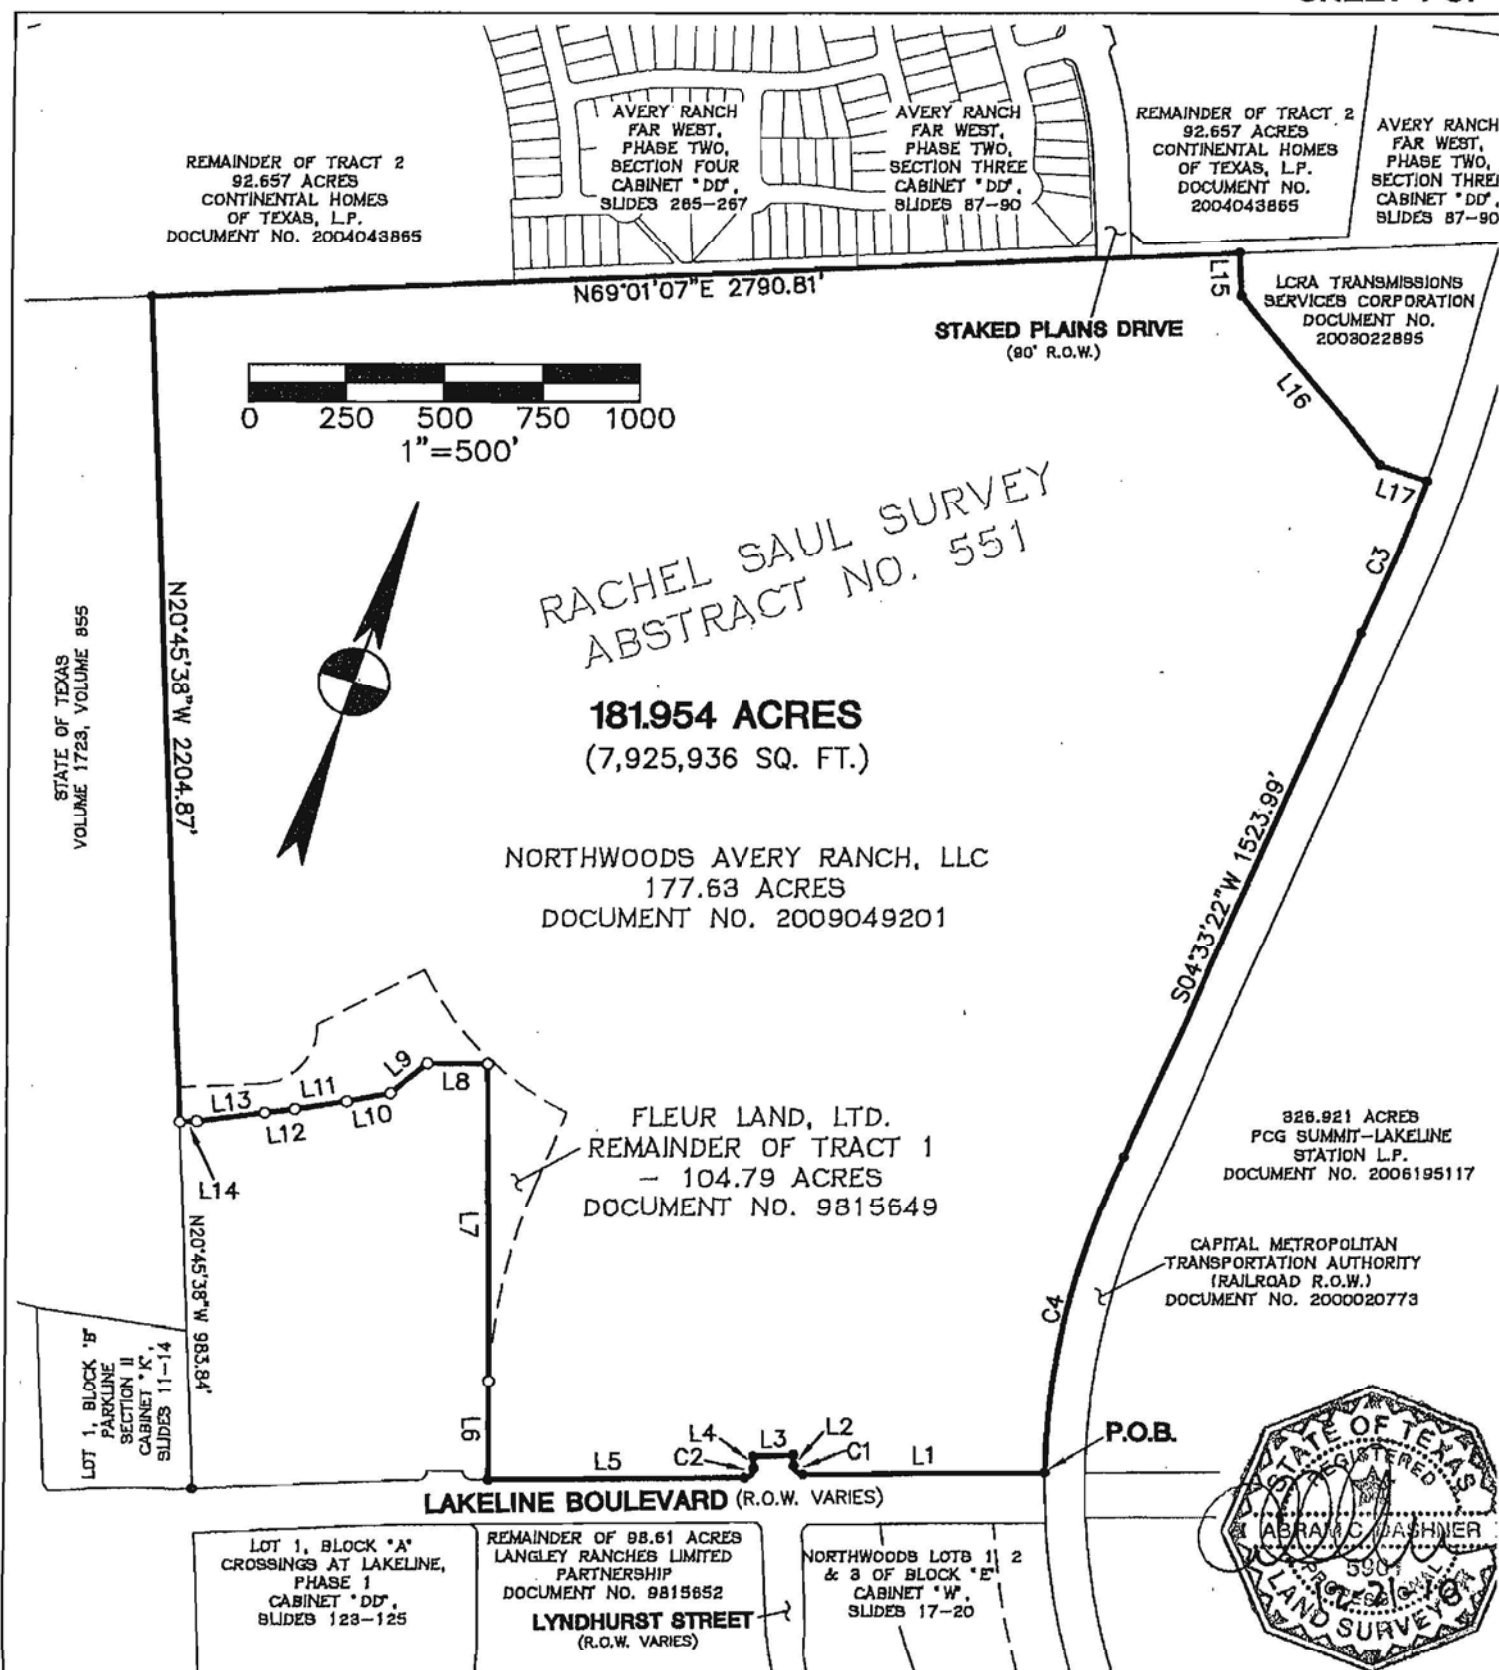 REMAINDER OF TRACT 2
92.657 ACRES
CONTINENTAL HOMES
OF TEXAS, L.P.
DOCUMENT NO. 2004043865
AVERY RANCH
FAR WEST,
PHASE TWO,
SECTION FOUR
CABINET "DD",
SLIDES 265-267
AVERY RANCH
FAR WEST,
PHASE TWO,
SECTION THREE
CABINET "DD",
SLIDES 87-90
REMAINDER OF TRACT 2
92.657 ACRES
CONTINENTAL HOMES
OF TEXAS, L.P.
DOCUMENT NO.
2004043865
AVERY RANCH
FAR WEST,
PHASE TWO,
SECTION THREE
CABINET "DD",
SLIDES 87-90
N69°01'07"E 2790.81'
L15
LCRA TRANSMISSIONS
SERVICES CORPORATION
DOCUMENT NO.
2003022895
STAKED PLAINS DRIVE
(90' R.O.W.)
L16
0 250 500 750 1000
1"=500'
L17
C3
RACHEL SAUL SURVEY
ABSTRACT NO. 551
N20°45'38"W 2204.87'
STATE OF TEXAS
VOLUME 1723, VOLUME 855
181.954 ACRES
(7,925,936 SQ. FT.)
S04°33'22"W 1523.99'
NORTHWOODS AVERY RANCH, LLC
177.63 ACRES
DOCUMENT NO. 2009049201
L9
L8
L13
L11
L12
L10
L14
FLEUR LAND, LTD.
REMAINDER OF TRACT 1
- 104.79 ACRES
DOCUMENT NO. 9815649
326.921 ACRES
PCG SUMMIT-LAKELINE
STATION L.P.
DOCUMENT NO. 2006195117
L7
N20°45'38"W 983.84'
CAPITAL METROPOLITAN
TRANSPORTATION AUTHORITY
(RAILROAD R.O.W.)
DOCUMENT NO. 2000020773
C4
LOT 1, BLOCK "B"
PARKLINE
SECTION II
CABINET "K",
SLIDES 11-14
L6
L4
L3
L2
C2
C1
L5
L1
P.O.B.
LAKELINE BOULEVARD (R.O.W. VARIES)
LOT 1, BLOCK "A"
CROSSINGS AT LAKELINE,
PHASE 1
CABINET "DD",
SLIDES 123-125
REMAINDER OF 98.61 ACRES
LANGLEY RANCHES LIMITED
PARTNERSHIP
DOCUMENT NO. 9815652
LYNDHURST STREET
(R.O.W. VARIES)
NORTHWOODS LOTS 1, 2
& 3 OF BLOCK "E"
CABINET "W",
SLIDES 17-20
STATE OF TEXAS
REGISTERED
ABRAM C. DASHNER
PROFESSIONAL
LAND SURVEYOR